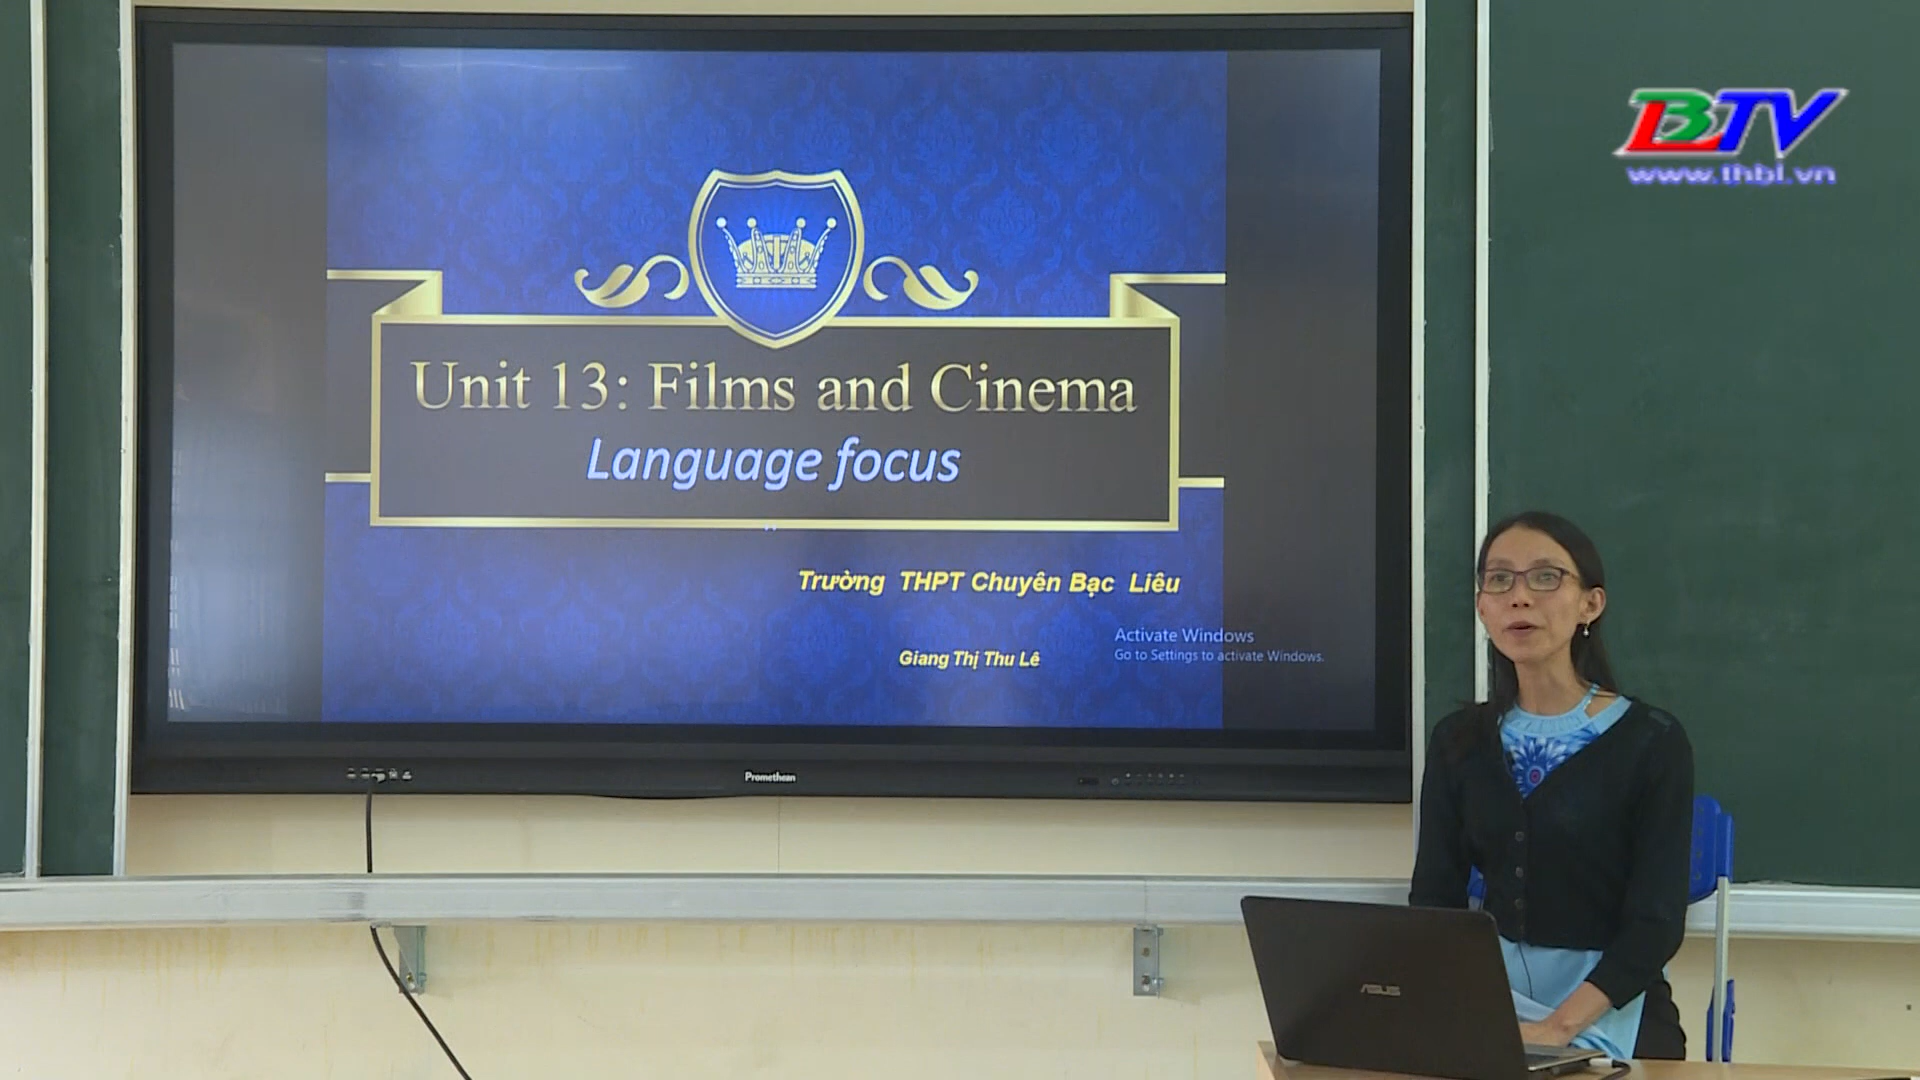 BTV
www.thbl.vn
Unit 13: Films and Cinema
Language focus
Trường THPT Chuyên Bạc Liêu
Activate Windows
Go to Settings to activate Windows.
Giang Thị Thu Lê
Promethean
ASUS